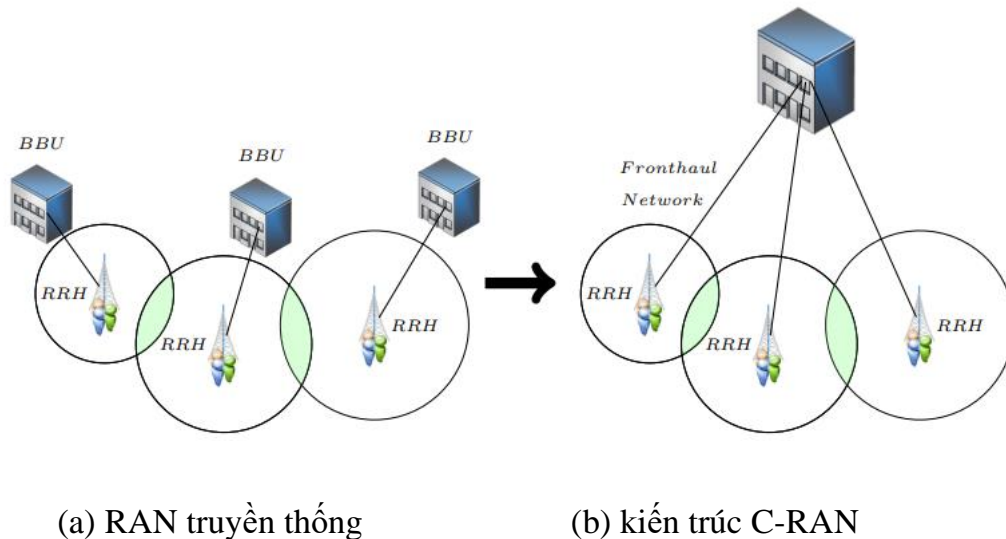 BBU
BBU
BBU
RRH
RRH
RRH
Fronthaul
Network
RRH
RRH
RRH
(a) RAN truyền thống
(b) kiến trúc C-RAN